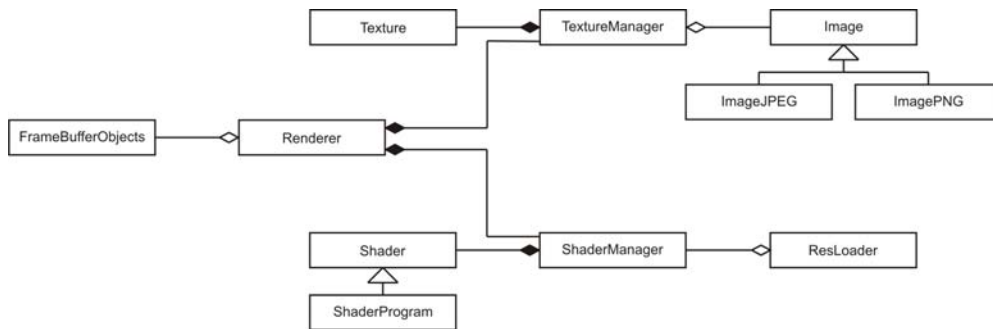 Texture
TextureManager
Image
ImageJPEG
ImagePNG
FrameBufferObjects
Renderer
Shader
ShaderManager
ResLoader
ShaderProgram